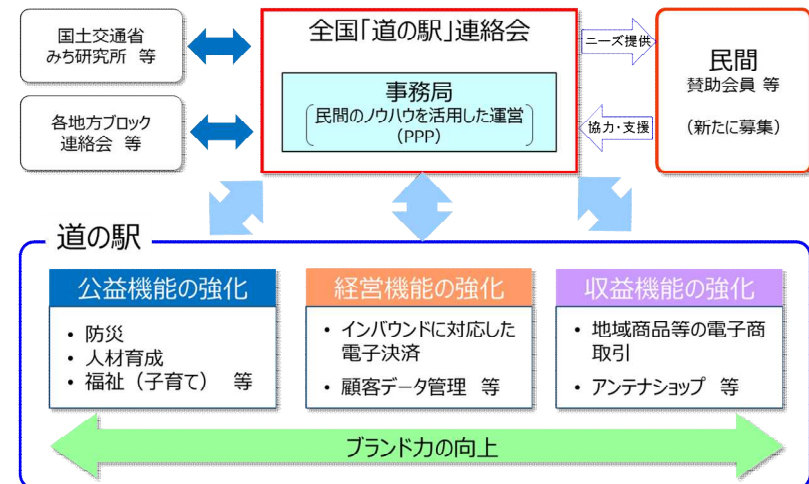 国土交通省
みち研究所 等
各地方ブロック
連絡会 等
全国「道の駅」連絡会
事務局
民間のノウハウを活用した運営
(PPP)
ニーズ提供
協力・支援
民間
賛助会員 等
(新たに募集)
道の駅
公益機能の強化
・ 防災
・ 人材育成
・ 福祉（子育て） 等
経営機能の強化
・ インバウンドに対応した
電子決済
・ 顧客データ管理 等
収益機能の強化
・ 地域商品等の電子商
取引
・ アンテナショップ 等
ブランド力の向上